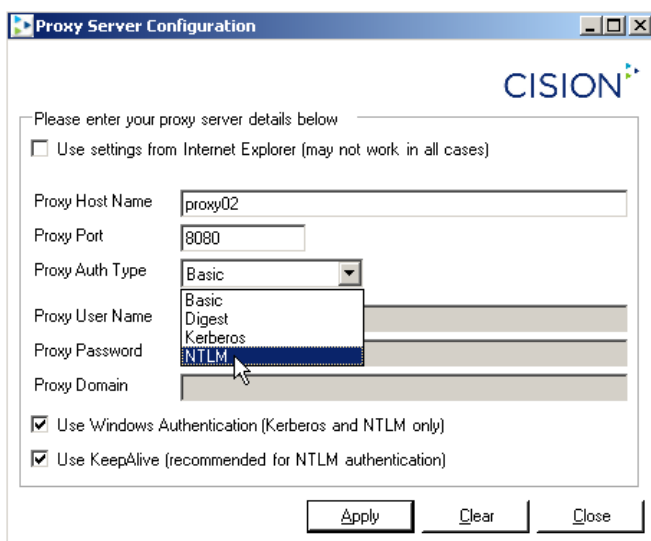 Proxy Server Configuration
CISION
Please enter your proxy server details below
Use settings from Internet Explorer (may not work in all cases)
Proxy Host Name proxy02
Proxy Port 8080
Proxy Auth Type Basic
Basic
Proxy User Name Digest
Kerberos
Proxy Password NTLM
Proxy Domain
Use Windows Authentication (Kerberos and NTLM only)
Use KeepAlive (recommended for NTLM authentication)
Apply Clear Close